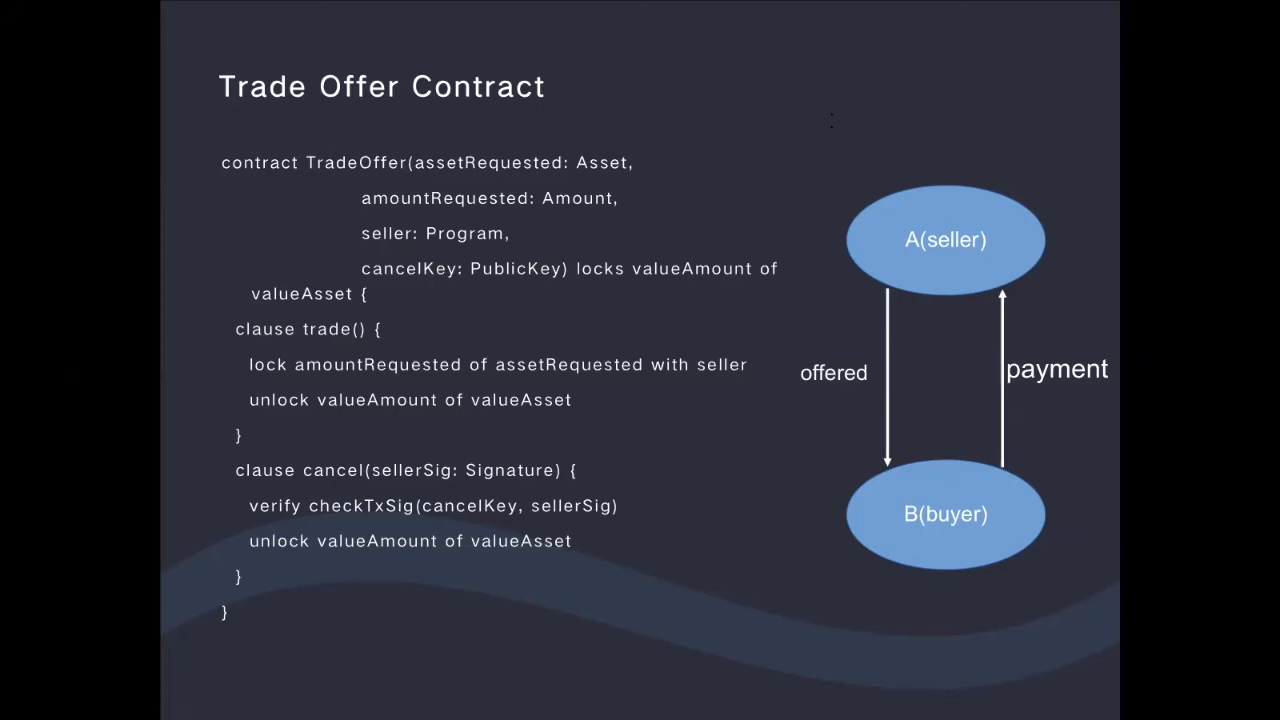 Trade Offer Contract
contract TradeOffer(assetRequested: Asset,
amountRequested: Amount,
seller: Program,
cancelKey: PublicKey) locks valueAmount of
valueAsset {
clause trade() {
lock amountRequested of assetRequested with seller
unlock valueAmount of valueAsset
}
clause cancel(sellerSig: Signature) {
verify checkTxSig(cancelKey, sellerSig)
unlock valueAmount of valueAsset
}
}
:
A(seller)
offered
payment
B(buyer)